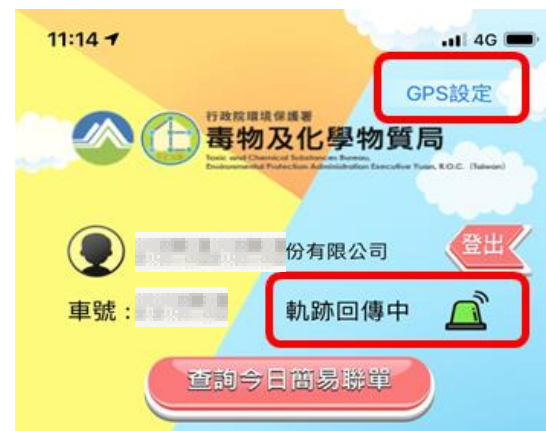 11:14
4G
GPS設定
行政院環境保護署
毒物及化學物質局
Toxic and Chemical Substances Bureau,
Environmental Protection Administration Executive Yuan, R.O.C. (Taiwan)
份有限公司
登出
車號：
軌跡回傳中
查詢今日簡易聯單